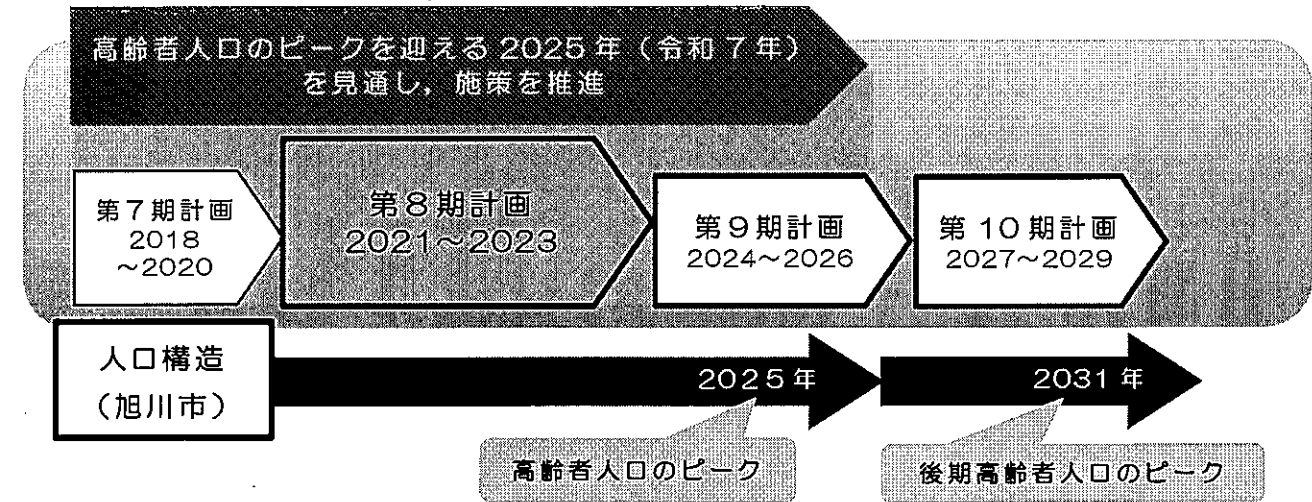 高齢者人口のピークを迎える2025年（令和7年）
を見通し，施策を推進
第7期計画
2018
～2020
第8期計画
2021～2023
第9期計画
2024～2026
第10期計画
2027～2029
人口構造
（旭川市）
2025年
2031年
高齢者人口のピーク
後期高齢者人口のピーク